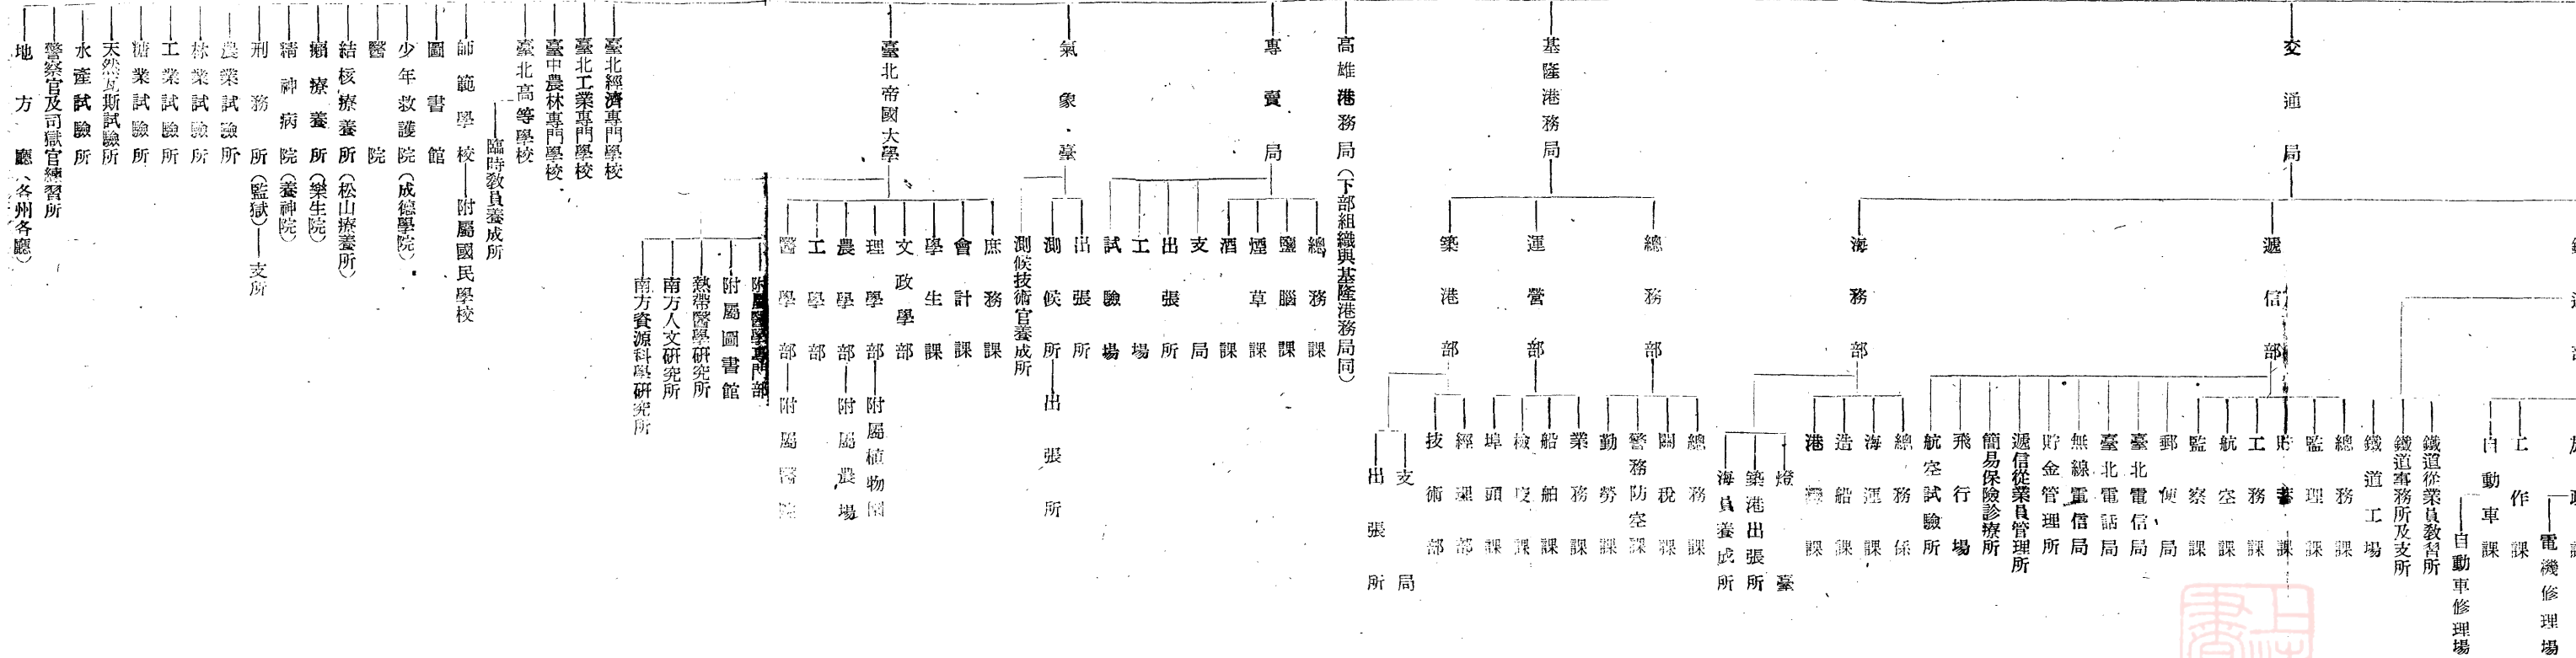 交通局
遞信部
總務課
監理課
貯蓄課
工務課
航空課
監察課
郵便局
臺北電信局
臺北電話局
無線電信局
貯金管理所
遞信從業員管理所
簡易保險診療所
飛行場
航空試驗所
鐵道從業員教習所
鐵道事務所及支所
鐵道工場
工作課
電機修理場
自動車課
自動車修理場
海務部
總務係
海運課
造船課
燈臺
築港出張所
海員養成所
基隆港務局
總務部
總務課
關稅課
警務防空課
勤勞課
運營部
業務課
船舶課
檢疫課
埠頭課
築港部
經理部
技術部
支局
出張所
高雄港務局(下部組織與基隆港務局同)
專賣局
總務課
鹽腦課
煙草課
酒課
支局
出張所
工場
試驗場
氣象臺
出張所
測候所——出張所
測候技術官養成所
臺北帝國大學
庶務課
會計課
學生課
文政學部
理學部——附屬植物園
農學部——附屬農場
工學部
醫學部——附屬醫院
附屬醫學專門部
附屬圖書館
熱帶醫學研究所
南方人文研究所
南方資源科學研究所
臺北經濟專門學校
臺北工業專門學校
臺中農林專門學校
臺北高等學校
臨時教員養成所
師範學校——附屬國民學校
圖書館
少年救護院(成德學院)
醫院
結核療養所(松山療養所)
癩療養所(樂生院)
精神病院(養神院)
刑務所(監獄)——支所
農業試驗所
林業試驗所
工業試驗所
糖業試驗所
天然瓦斯試驗所
水產試驗所
警察官及司獄官練習所
地方廳(各州各廳)